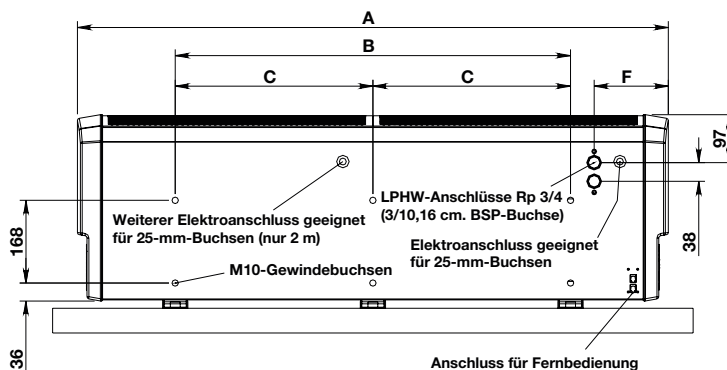 A
B
C
C
F
97
LPHW-Anschlüsse Rp 3/4
(3/10,16 cm. BSP-Buchse)
Weiterer Elektroanschluss geeignet
für 25-mm-Buchsen (nur 2 m)
Elektroanschluss geeignet
für 25-mm-Buchsen
38
168
M10-Gewindebuchsen
36
Anschluss für Fernbedienung